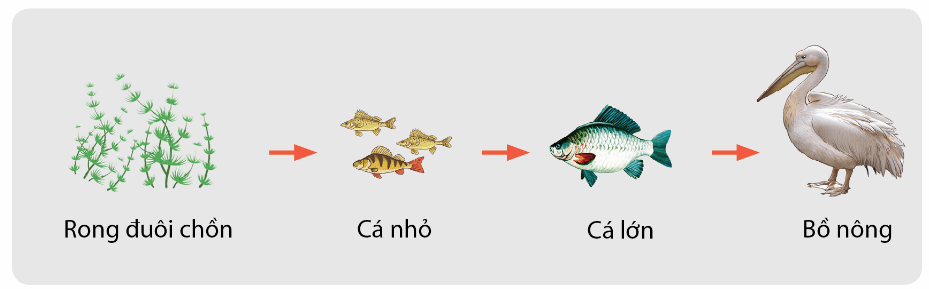 Rong đuôi chồn
Cá nhỏ
Cá lớn
Bồ nông